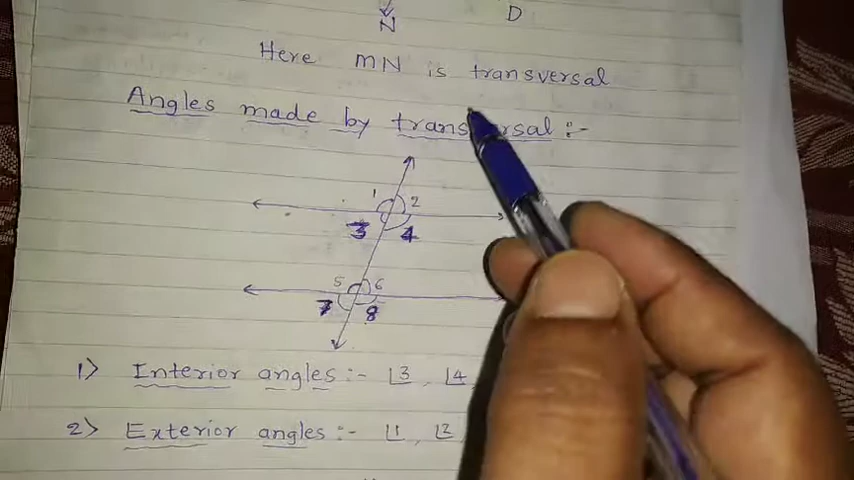 N
D
Here mN is transversal
Angles made by transversal :-
1 2
3 4
5 6
7 8
1> Interior angles :- ∠3, ∠4
2> Exterior angles :- ∠1, ∠2